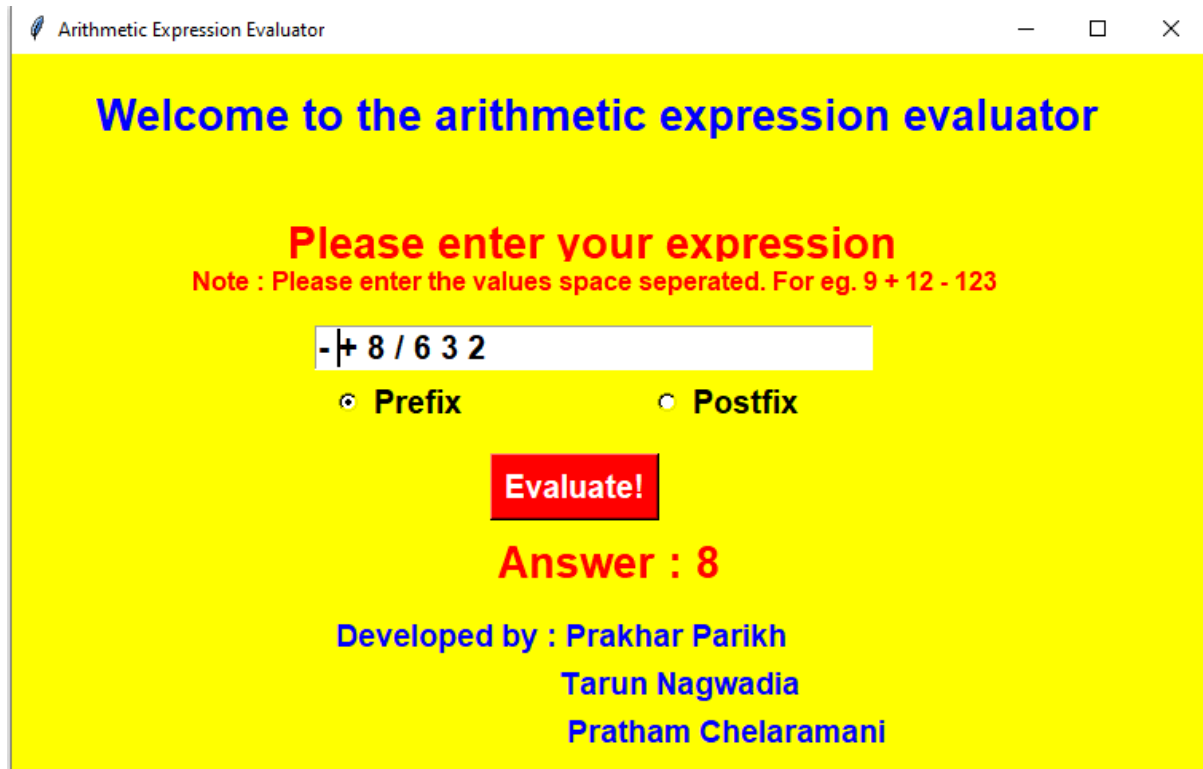 Arithmetic Expression Evaluator
Welcome to the arithmetic expression evaluator
Please enter your expression
Note : Please enter the values space seperated. For eg. 9 + 12 - 123
- + 8 / 6 3 2
Prefix Postfix
Evaluate!
Answer : 8
Developed by : Prakhar Parikh
Tarun Nagwadia
Pratham Chelaramani